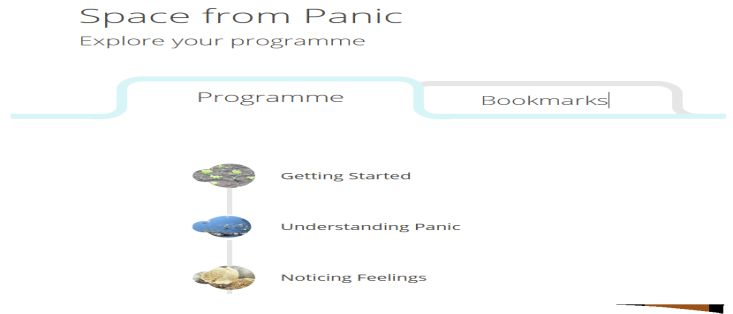 Space from Panic
Explore your programme
Programme
Bookmarks
Getting Started
Understanding Panic
Noticing Feelings